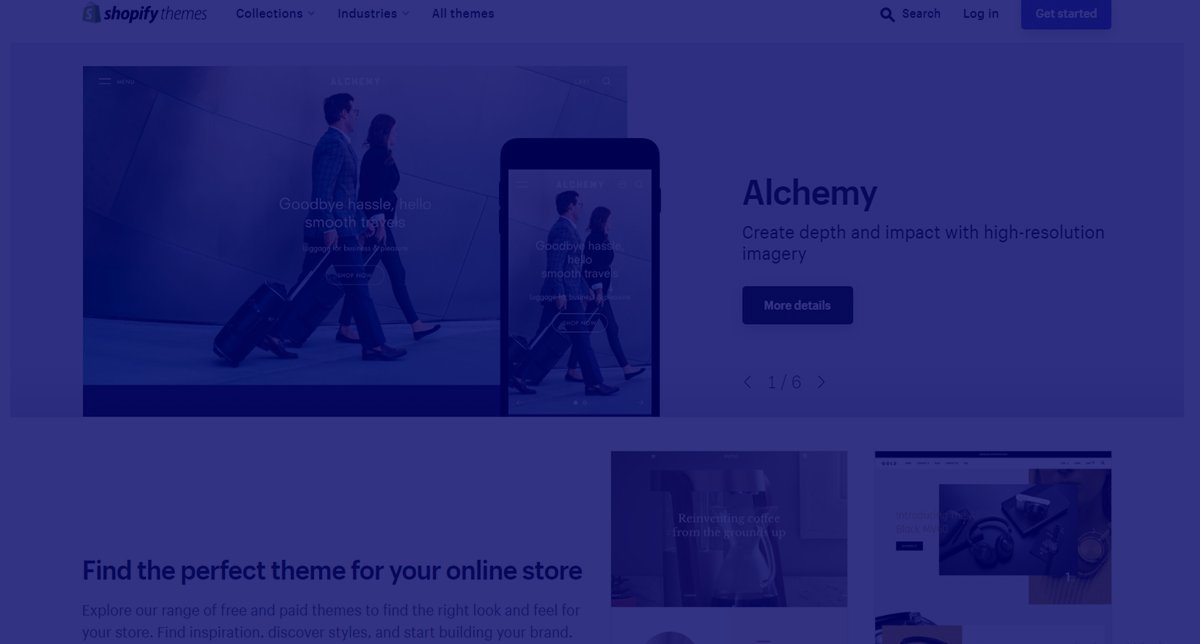 shopify themes Collections Industries All themes Search Log in Get started
MENU ALCHEMY CART
Goodbye hassle, hello
smooth travels
Luggage for business & pleasure
SHOP NOW
ALCHEMY
Goodbye hassle,
hello
smooth travels
Luggage for business & pleasure
SHOP NOW
Alchemy
Create depth and impact with high-resolution
imagery
More details
1 / 6
Reinventing coffee
from the grounds up
Introducing
Black
Find the perfect theme for your online store
Explore our range of free and paid themes to find the right look and feel for
your store. Find inspiration, discover styles, and start building your brand.